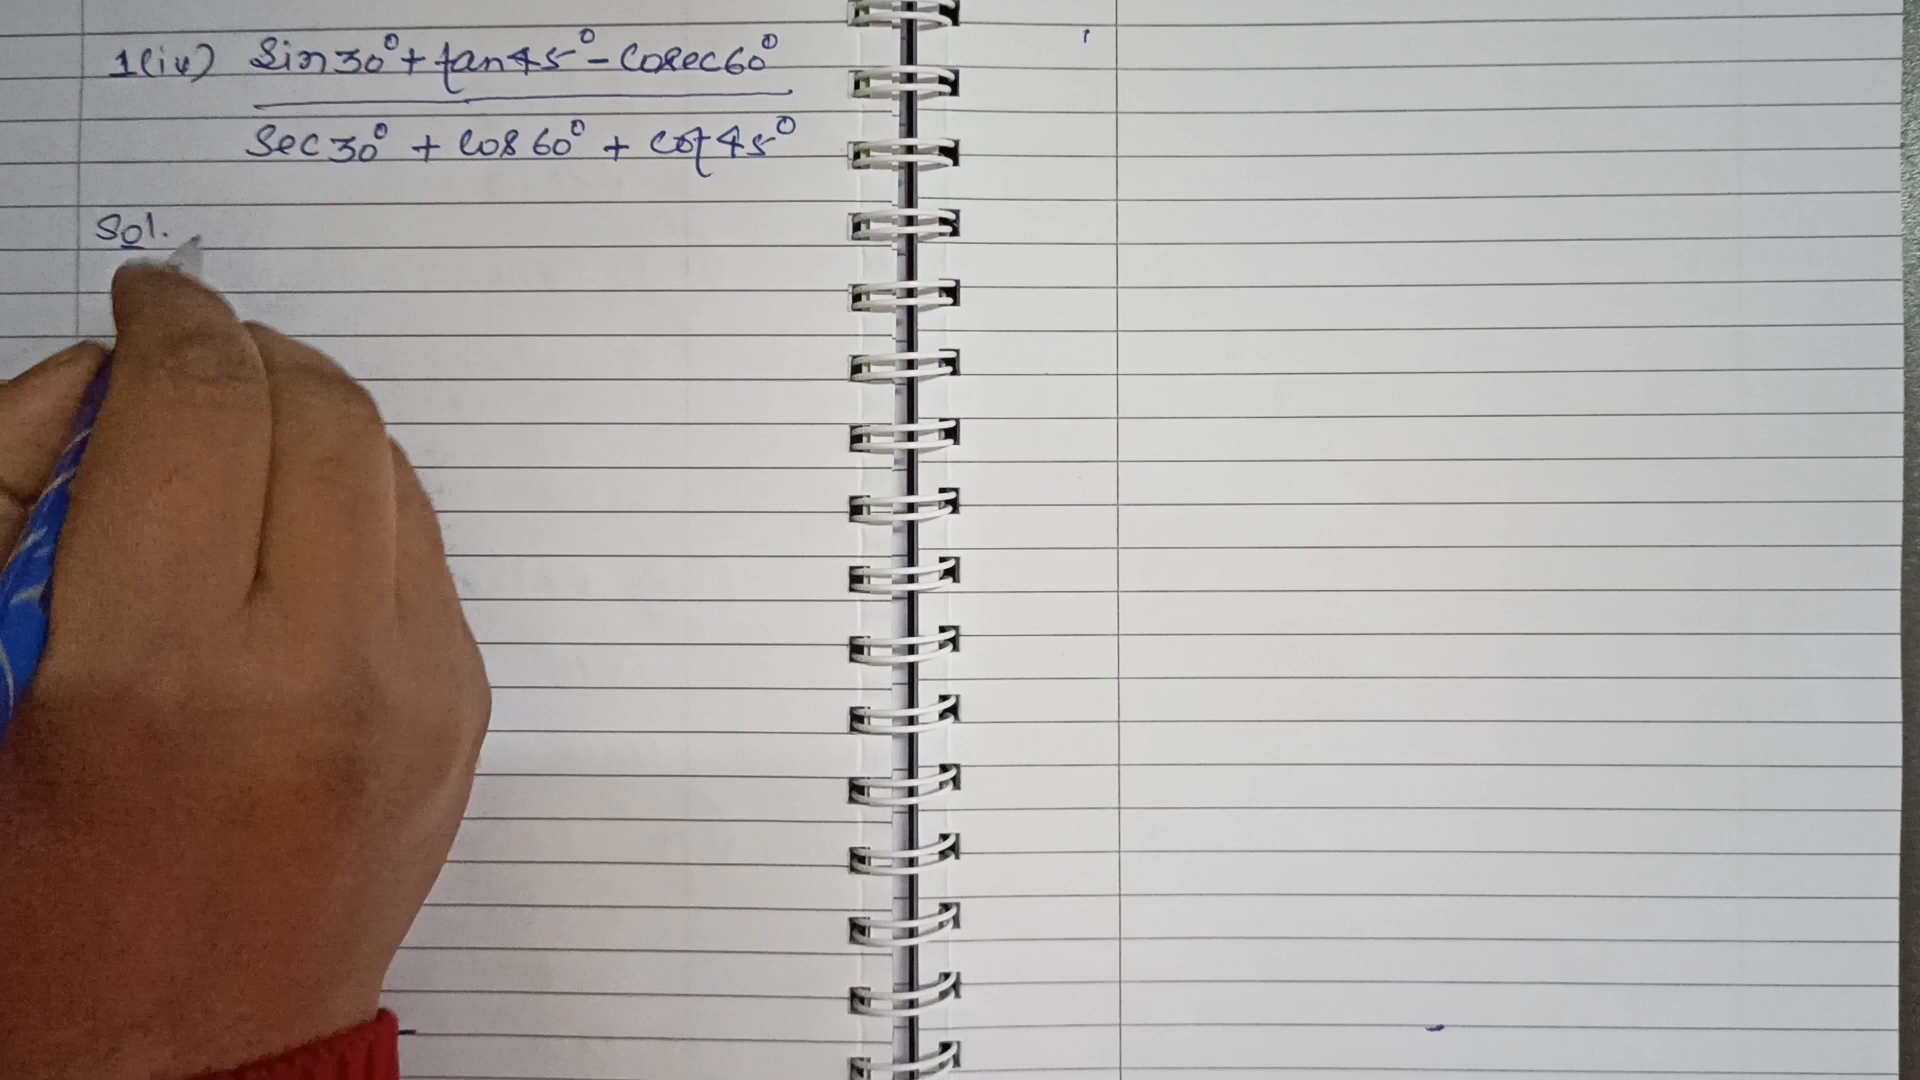 1(iv) Sin30° + tan45° - Cosec60°
Sec30° + cos60° + cot45°
Sol.